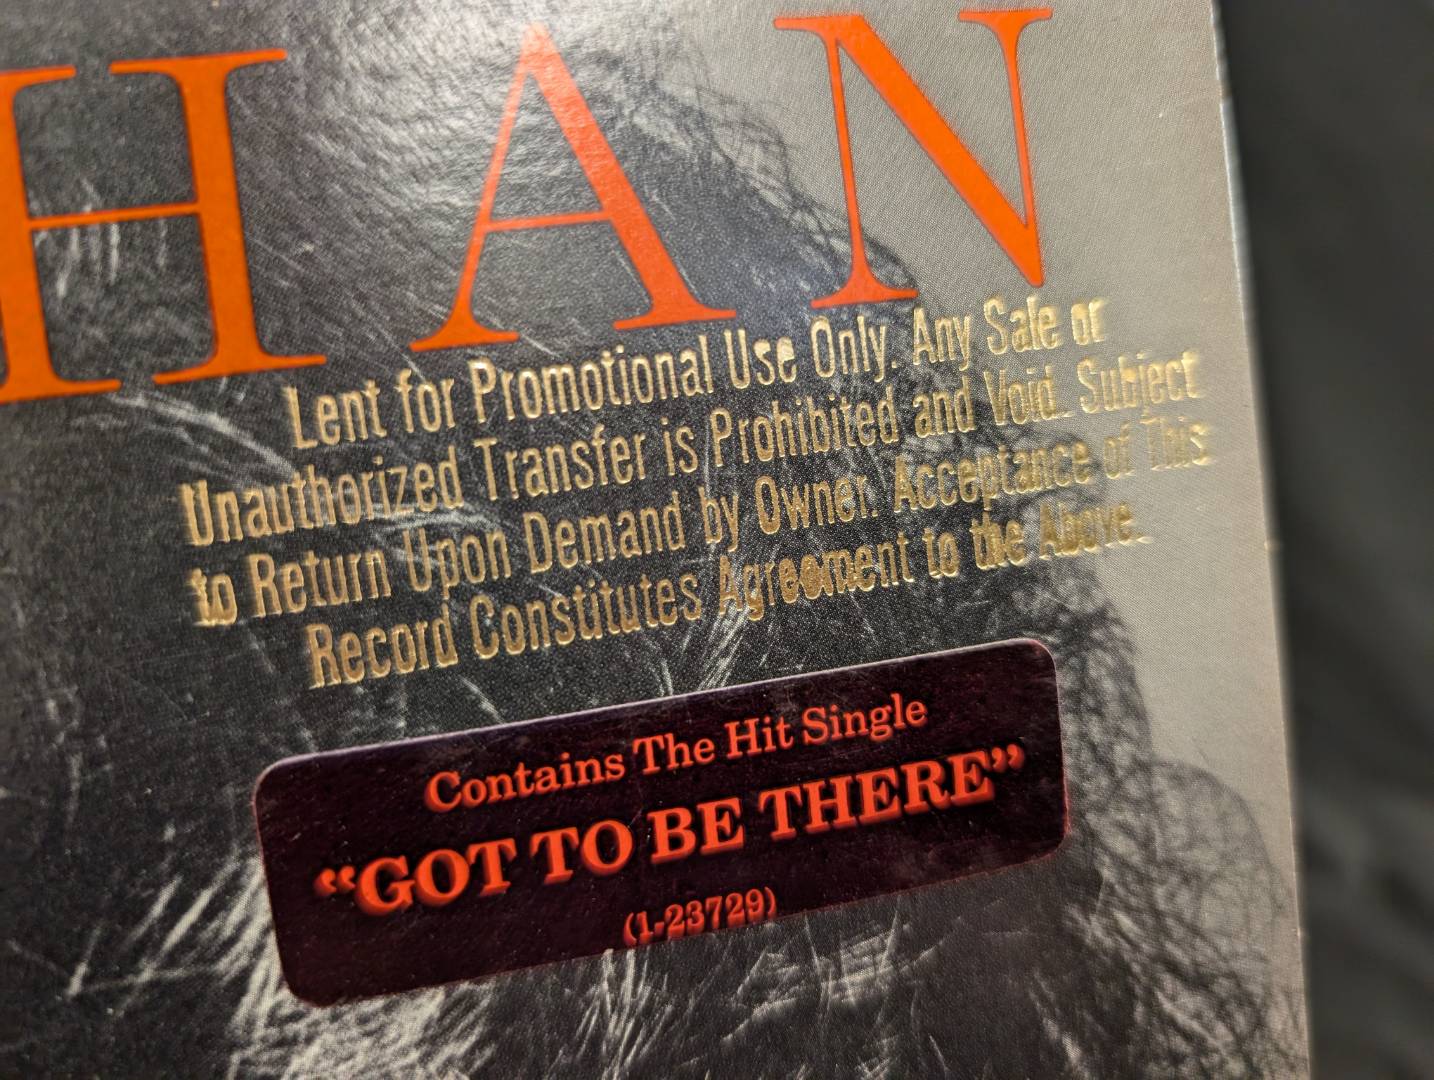 HAN
Lent for Promotional Use Only. Any Sale or
Unauthorized Transfer is Prohibited and Void. Subject
to Return Upon Demand by Owner. Acceptance of This
Record Constitutes Agreement to the Above.
Contains The Hit Single
“GOT TO BE THERE”
(1-23729)